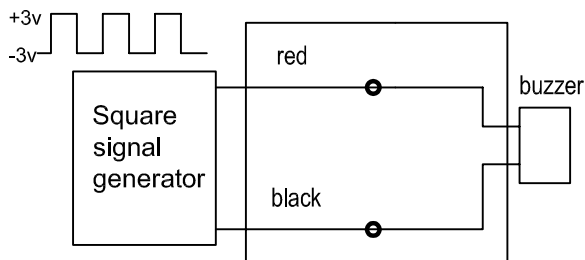 +3v
-3v
red
buzzer
Square
signal
generator
black